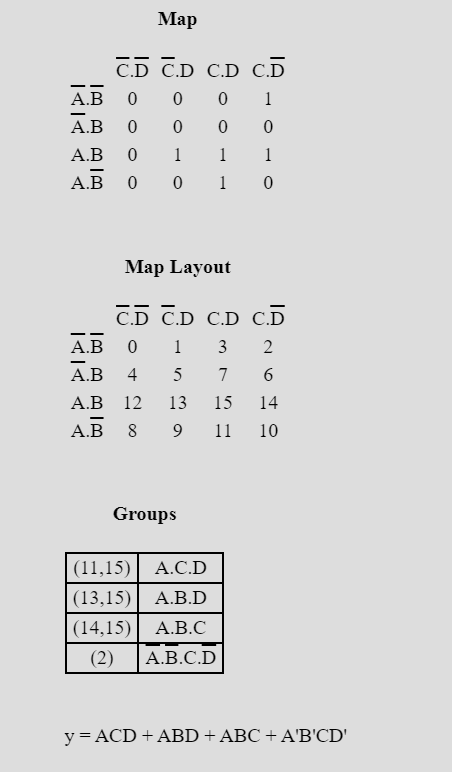 Map
C̅.D̅ C̅.D C.D C.D̅
A̅.B̅ 0 0 0 1
A̅.B 0 0 0 0
A.B 0 1 1 1
A.B̅ 0 0 1 0
Map Layout
C̅.D̅ C̅.D C.D C.D̅
A̅.B̅ 0 1 3 2
A̅.B 4 5 7 6
A.B 12 13 15 14
A.B̅ 8 9 11 10
Groups
(11,15) A.C.D
(13,15) A.B.D
(14,15) A.B.C
(2) A̅.B̅.C.D̅
y = ACD + ABD + ABC + A'B'CD'